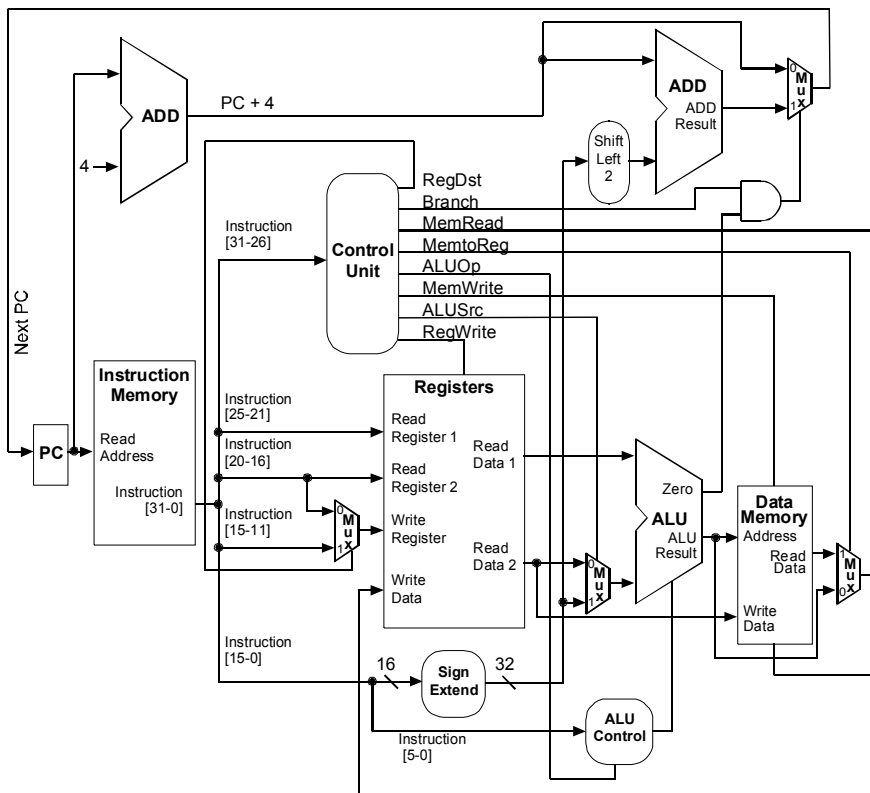 ADD
PC + 4
4
ADD
ADD
Result
0
Mux
1
Shift
Left
2
RegDst
Branch
MemRead
MemtoReg
ALUOp
MemWrite
ALUSrc
RegWrite
Control
Unit
Instruction
[31-26]
Next PC
PC
Instruction
Memory
Read
Address
Instruction
[31-0]
Instruction
[25-21]
Instruction
[20-16]
Instruction
[15-11]
0
Mux
1
Registers
Read
Register 1
Read
Register 2
Write
Register
Write
Data
Read
Data 1
Read
Data 2
0
Mux
1
Zero
ALU
ALU
Result
Data
Memory
Address
Read
Data
Write
Data
1
Mux
0
Instruction
[15-0]
16
Sign
Extend
32
Instruction
[5-0]
ALU
Control